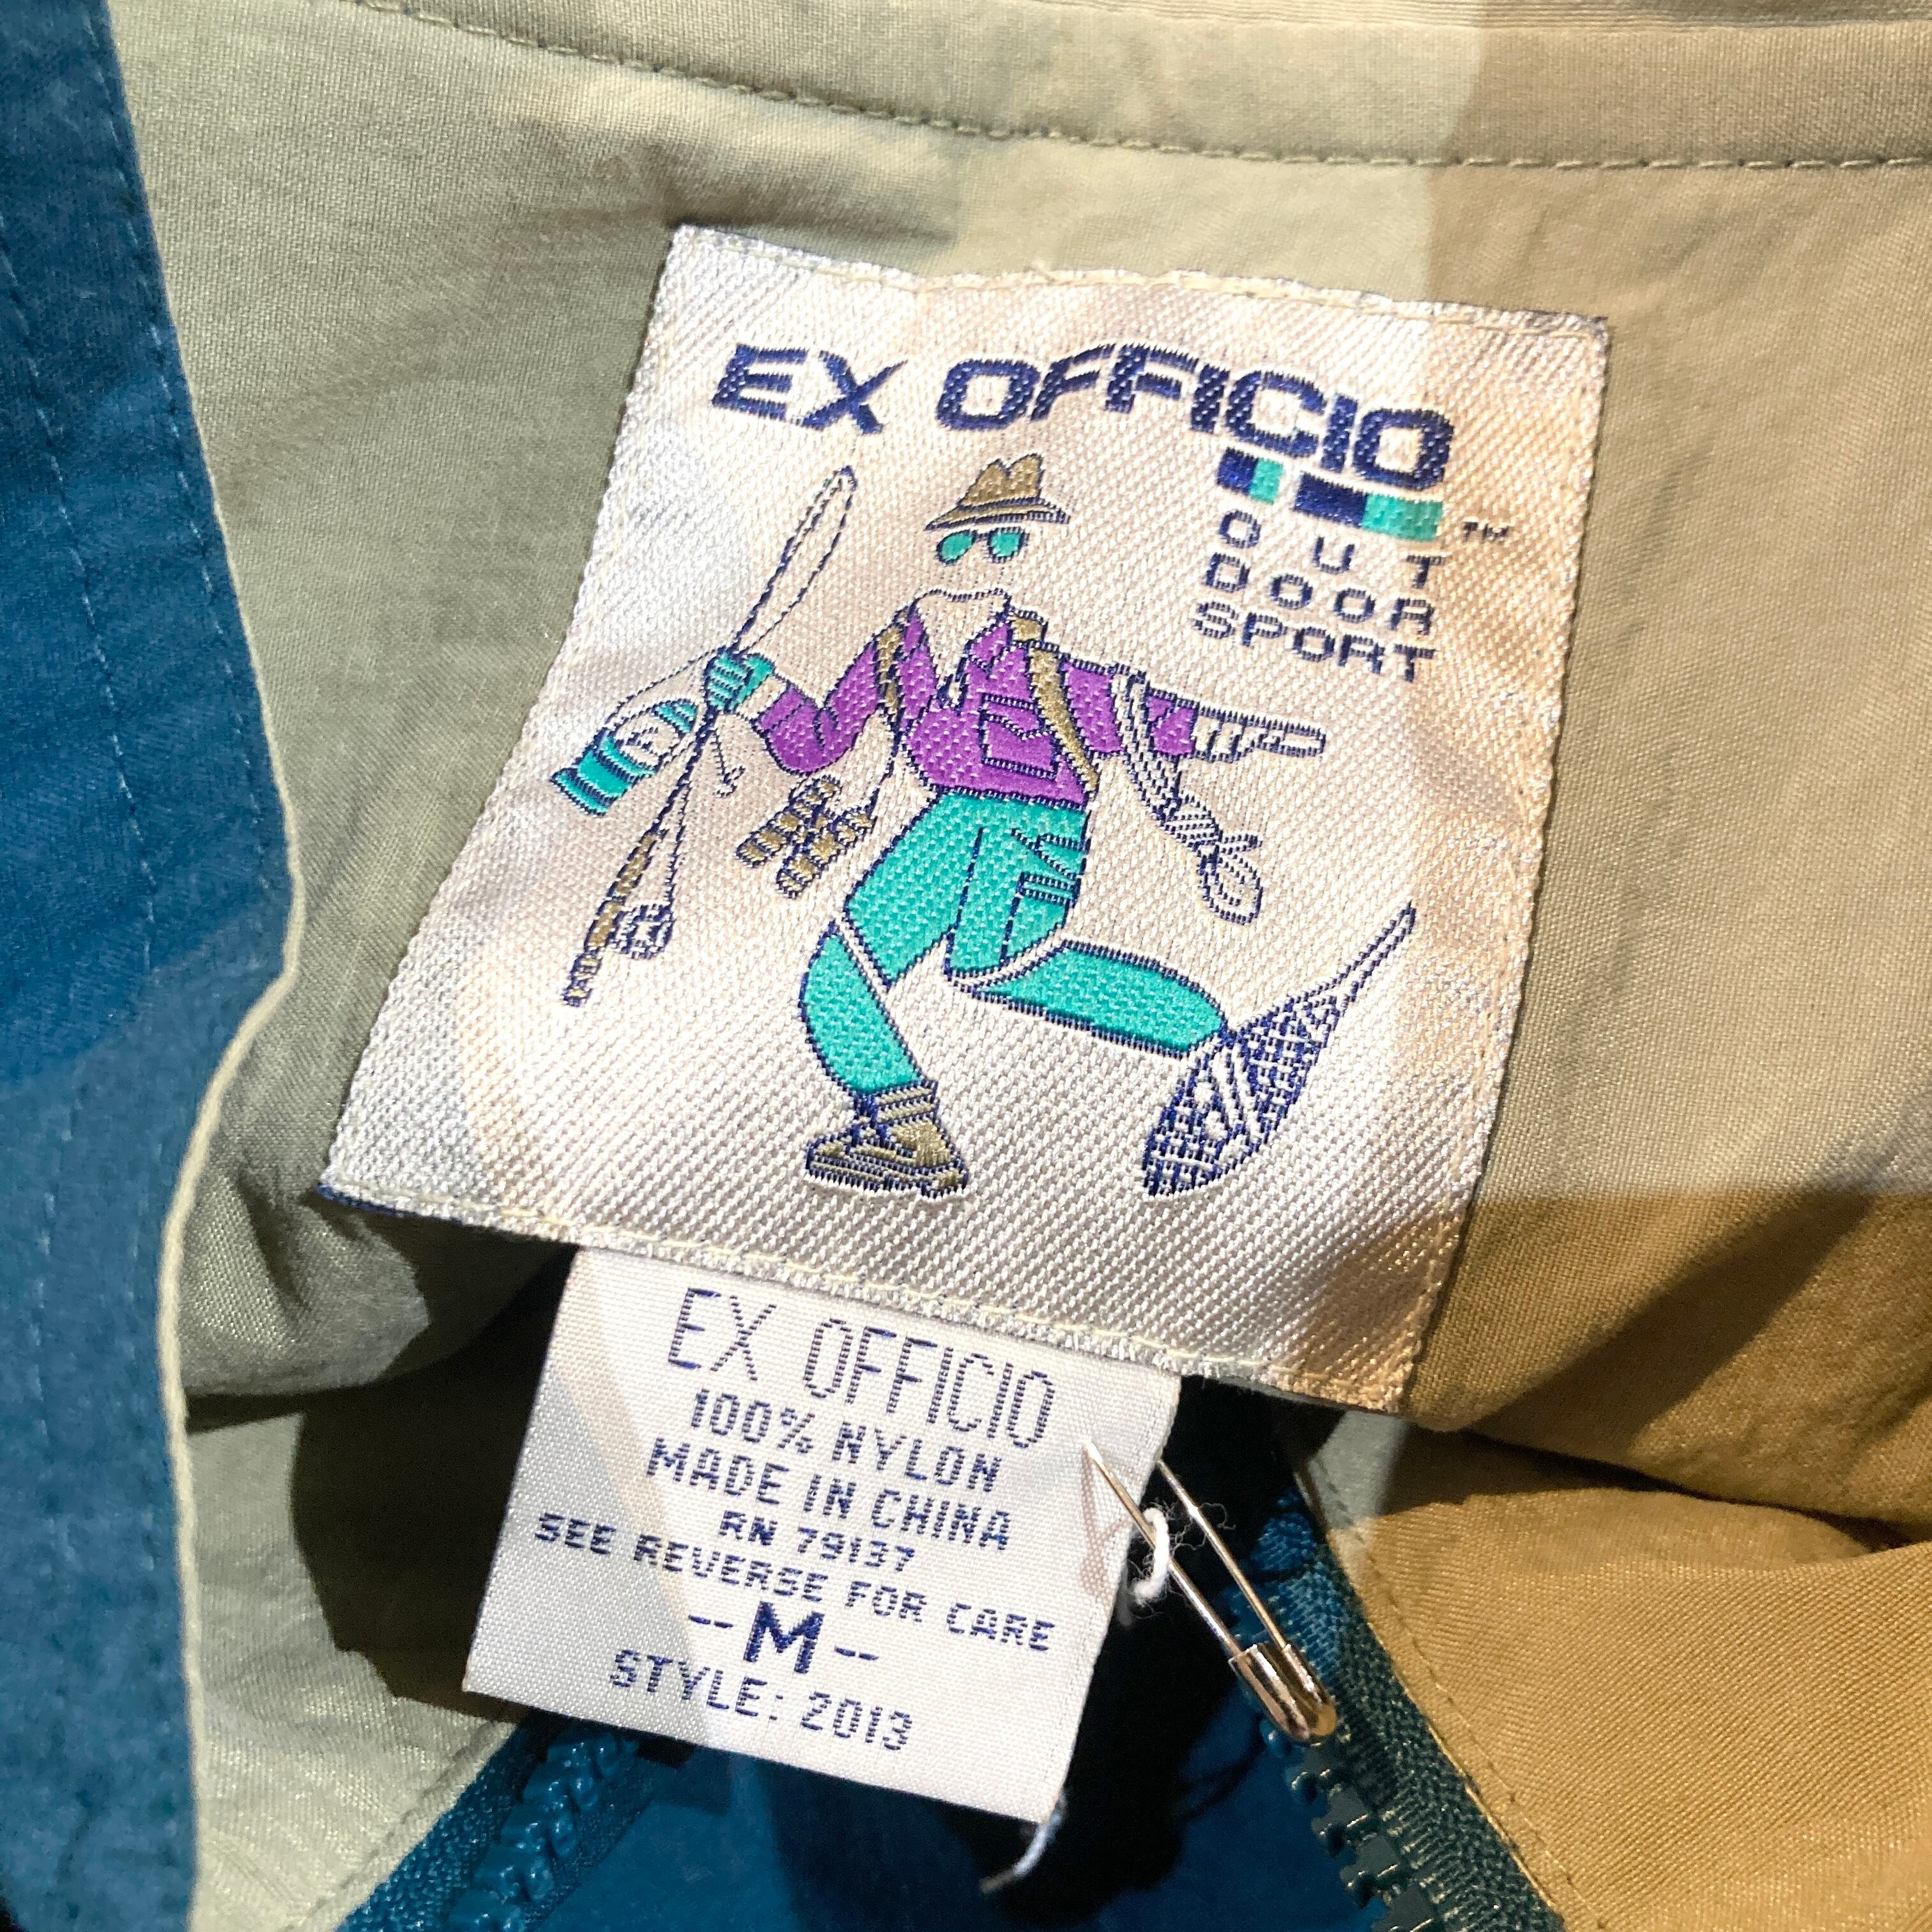 EX OFFICIO
TM
OUT
DOOR
SPORT
EX OFFICIO
100% NYLON
MADE IN CHINA
RN 79137
SEE REVERSE FOR CARE
--M--
STYLE: 2013